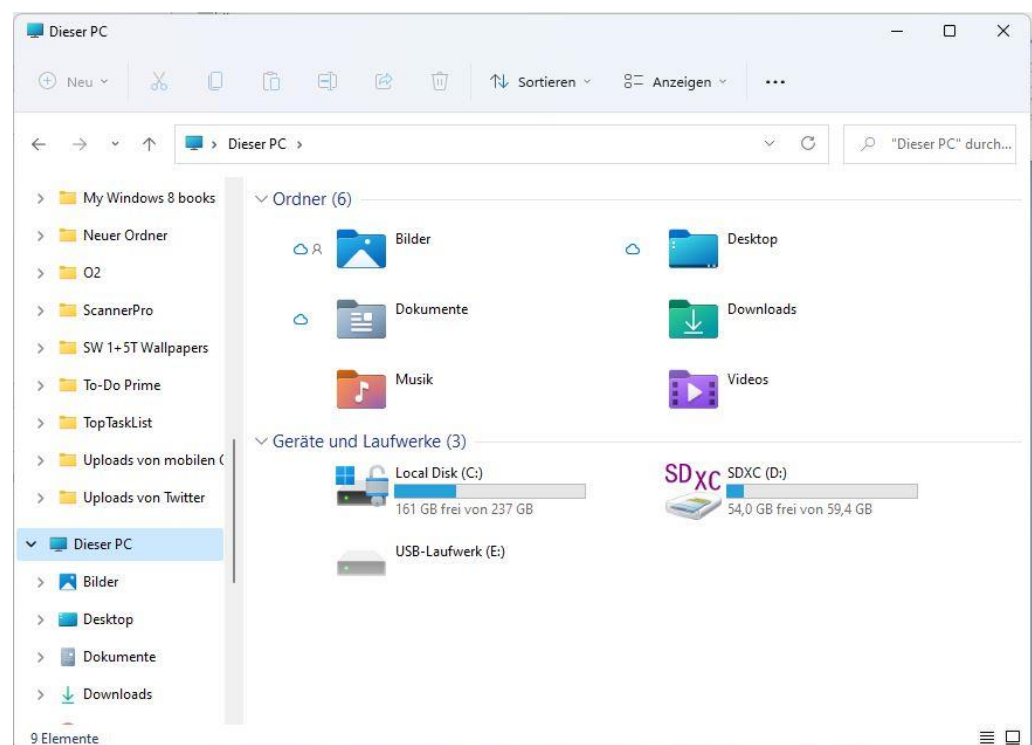 Dieser PC
Neu
Sortieren
Anzeigen
Dieser PC
"Dieser PC" durch...
My Windows 8 books
Neuer Ordner
O2
ScannerPro
SW 1+5T Wallpapers
To-Do Prime
TopTaskList
Uploads von mobilen
Uploads von Twitter
Dieser PC
Bilder
Desktop
Dokumente
Downloads
Ordner (6)
Bilder
Desktop
Dokumente
Downloads
Musik
Videos
Geräte und Laufwerke (3)
Local Disk (C:)
161 GB frei von 237 GB
SDXC
SDXC (D:)
54,0 GB frei von 59,4 GB
USB-Laufwerk (E:)
9 Elemente